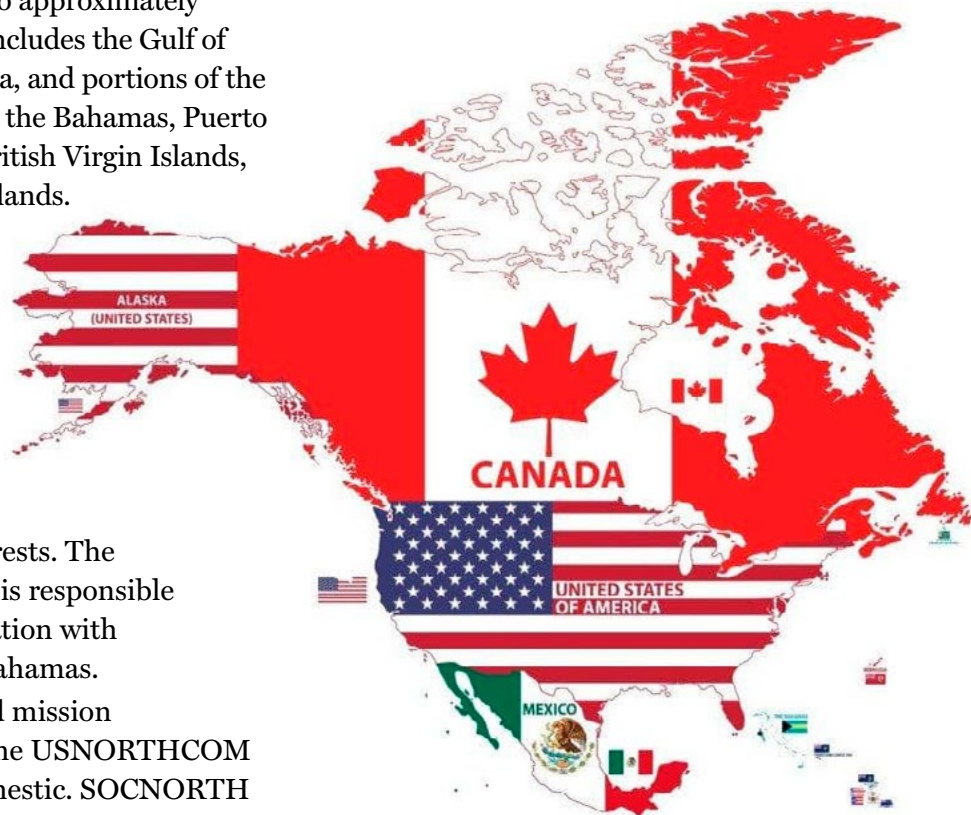 o approximately
ncludes the Gulf of
a, and portions of the
the Bahamas, Puerto
ritish Virgin Islands,
lands.
ALASKA
(UNITED STATES)
CANADA
rests. The
is responsible
ation with
ahamas.
UNITED STATES
OF AMERICA
MEXICO
d mission
he USNORTHCOM
nestic. SOCNORTH